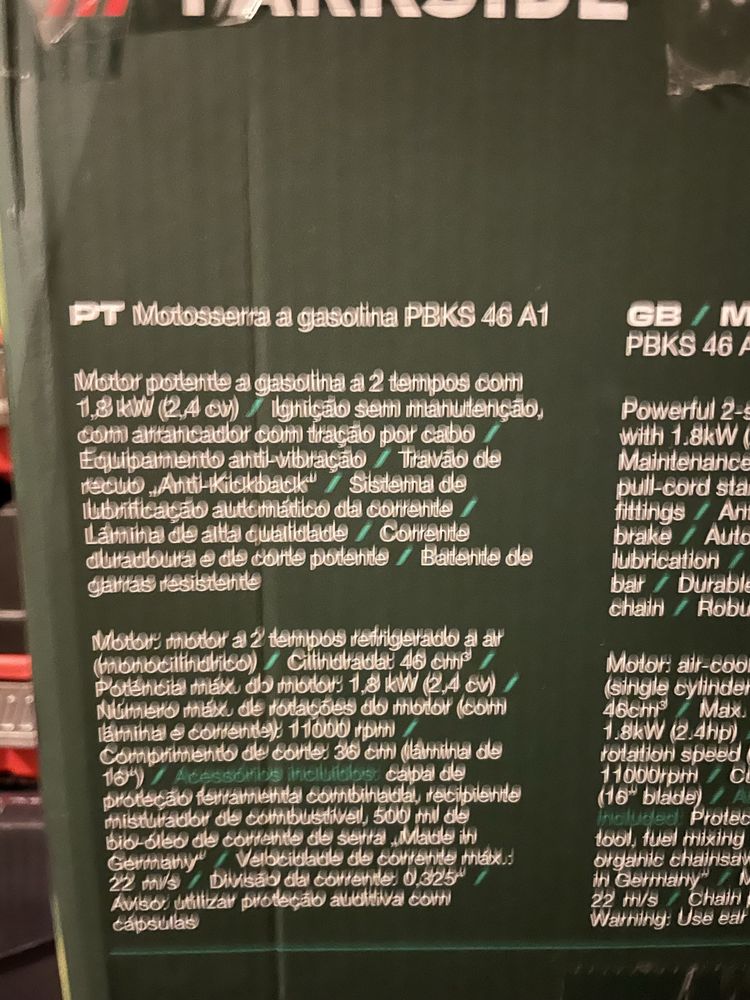 PARKSIDE
PT Motosserra a gasolina PBKS 46 A1
Motor potente a gasolina a 2 tempos com
1,8 kW (2,4 cv) / Ignição sem manutenção,
com arrancador com tração por cabo /
Equipamento anti-vibração / Travão de
recuo „Anti-Kickback“ / Sistema de
lubrificação automático da corrente /
Lâmina de alta qualidade / Corrente
duradoura e de corte potente / Batente de
garras resistente
Motor: motor a 2 tempos refrigerado a ar
(monocilíndrico) / Cilindrada: 46 cm³ /
Potência máx. do motor: 1,8 kW (2,4 cv) /
Número máx. de rotações do motor (com
lâmina e corrente): 11000 rpm /
Comprimento de corte: 36 cm (lâmina de
16“) / Acessórios incluídos: capa de
proteção ferramenta combinada, recipiente
misturador de combustível, 500 ml de
bio-óleo de corrente de serra „Made in
Germany“ / Velocidade de corrente máx.:
22 m/s / Divisão da corrente: 0,325“ /
Aviso: utilizar proteção auditiva com
cápsulas
GB / M
PBKS 46 A
Powerful 2-s
with 1.8kW (
Maintenance
pull-cord sta
fittings / An
brake / Auto
lubrication /
bar / Durable
chain / Robu
Motor: air-coo
(single cylinder
46cm³ / Max.
1.8kW (2.4hp) /
rotation speed (
11000rpm / C
(16“ blade) / A
included: Protec
tool, fuel mixing
organic chainsaw
in Germany“ / M
22 m/s / Chain p
Warning: Use ear